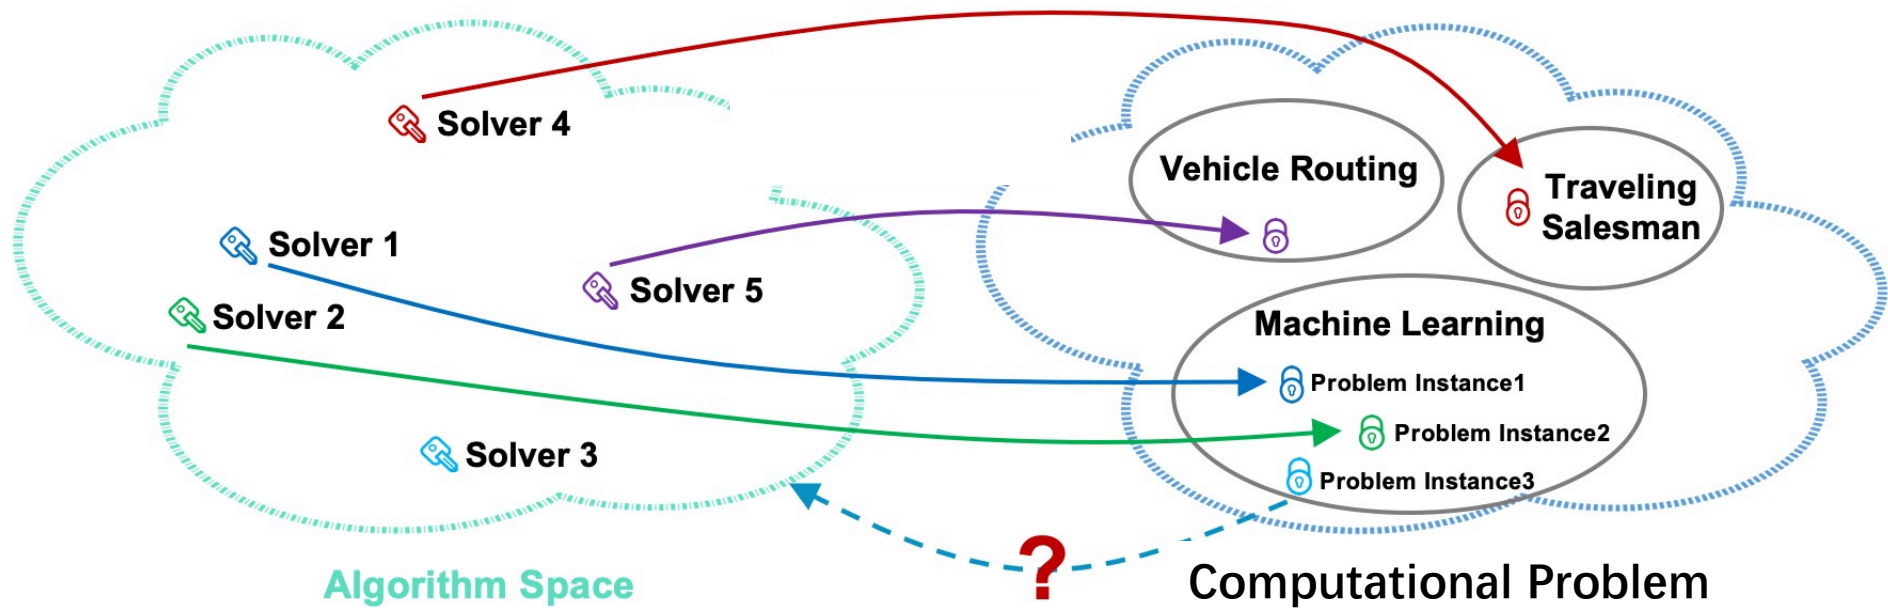 Solver 4
Vehicle Routing
Traveling
Salesman
Solver 1
Solver 5
Solver 2
Machine Learning
Problem Instance1
Problem Instance2
Solver 3
Problem Instance3
?
Algorithm Space
Computational Problem